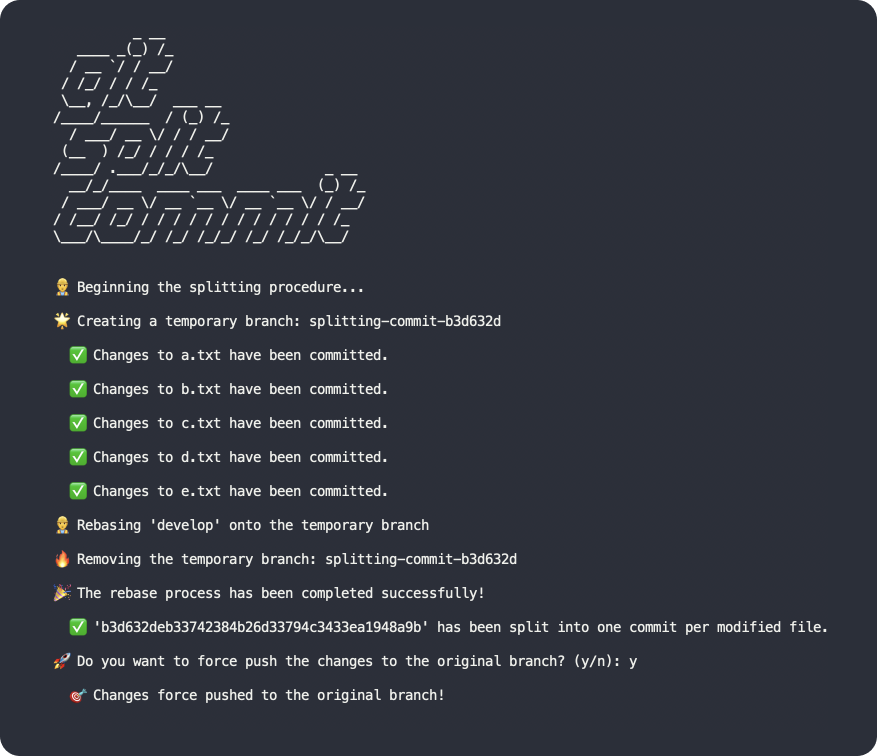 git
split
commit
👷 Beginning the splitting procedure...
🌟 Creating a temporary branch: splitting-commit-b3d632d
✅ Changes to a.txt have been committed.
✅ Changes to b.txt have been committed.
✅ Changes to c.txt have been committed.
✅ Changes to d.txt have been committed.
✅ Changes to e.txt have been committed.
👷 Rebasing 'develop' onto the temporary branch
🔥 Removing the temporary branch: splitting-commit-b3d632d
🎉 The rebase process has been completed successfully!
✅ 'b3d632deb33742384b26d33794c3433ea1948a9b' has been split into one commit per modified file.
🚀 Do you want to force push the changes to the original branch? (y/n): y
🎯 Changes force pushed to the original branch!